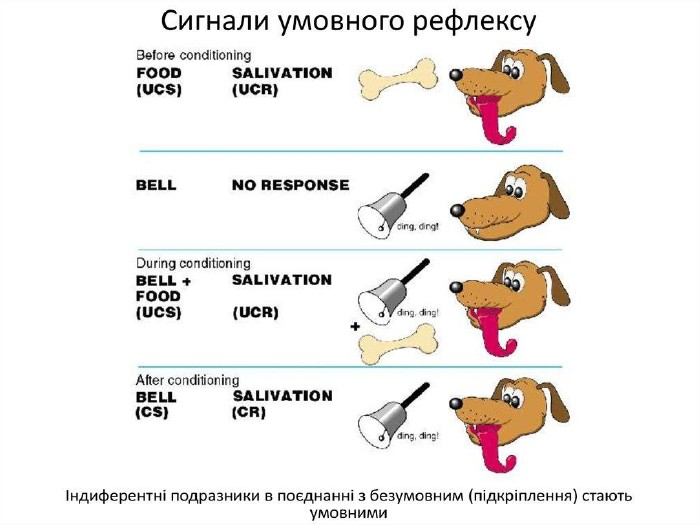 Сигнали умовного рефлексу
Before conditioning
FOOD SALIVATION
(UCS) (UCR)
BELL NO RESPONSE
ding, ding!
During conditioning
BELL + SALIVATION
FOOD
(UCS) (UCR)
ding, ding!
+
After conditioning
BELL SALIVATION
(CS) (CR)
ding, ding!
Індиферентні подразники в поєднанні з безумовним (підкріплення) стають
умовними